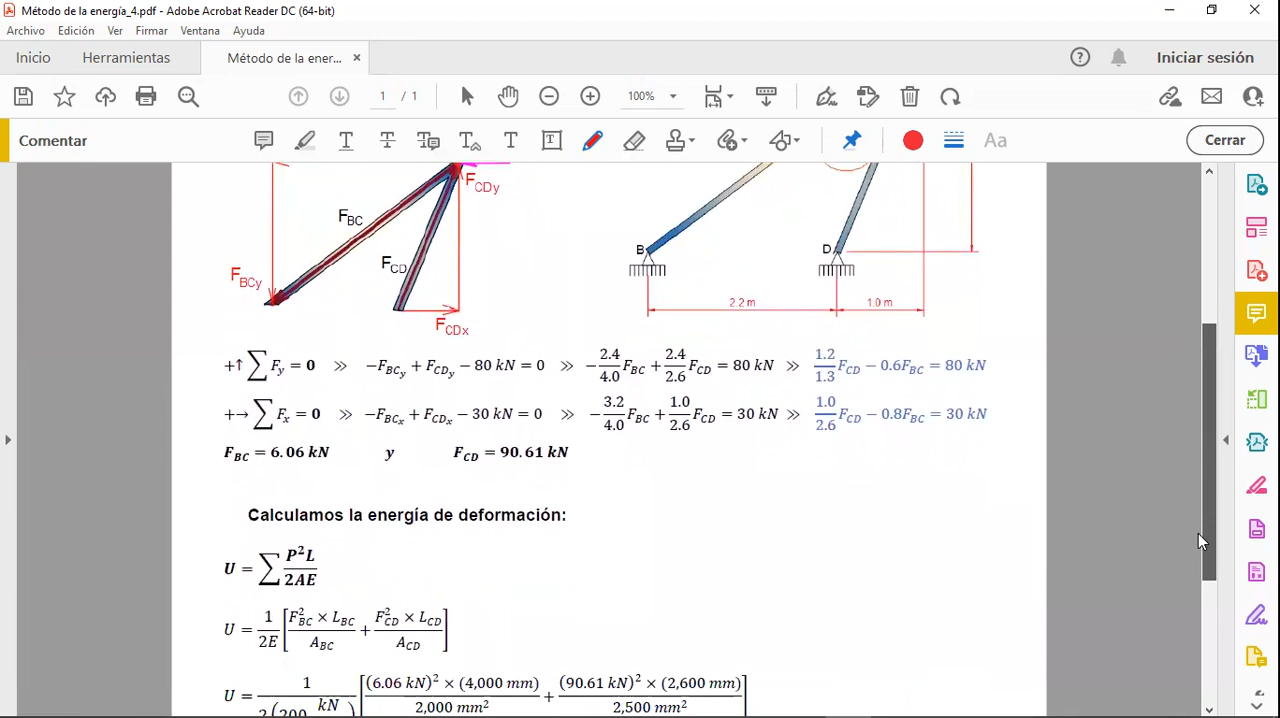 Método de la energía_4.pdf - Adobe Acrobat Reader DC (64-bit)
Archivo Edición Ver Firmar Ventana Ayuda
Inicio Herramientas Método de la ener... × Iniciar sesión
1 / 1 100%
Comentar Aa Cerrar
F_CDy
F_BC
F_CD
F_BCy
F_CDx
B D
2.2 m 1.0 m
+↑ ∑ F_y = 0 ≫ −F_BCy + F_CDy − 80 kN = 0 ≫ −2.4/4.0 F_BC + 2.4/2.6 F_CD = 80 kN ≫ 1.2/1.3 F_CD − 0.6F_BC = 80 kN
+→ ∑ F_x = 0 ≫ −F_BCx + F_CDx − 30 kN = 0 ≫ −3.2/4.0 F_BC + 1.0/2.6 F_CD = 30 kN ≫ 1.0/2.6 F_CD − 0.8F_BC = 30 kN
F_BC = 6.06 kN y F_CD = 90.61 kN
Calculamos la energía de deformación:
U = ∑ P²L/2AE
U = 1/2E [F²_BC × L_BC/A_BC + F²_CD × L_CD/A_CD]
U = 1/2(200 kN [(6.06 kN)² × (4,000 mm)/2,000 mm² + (90.61 kN)² × (2,600 mm)/2,500 mm²]